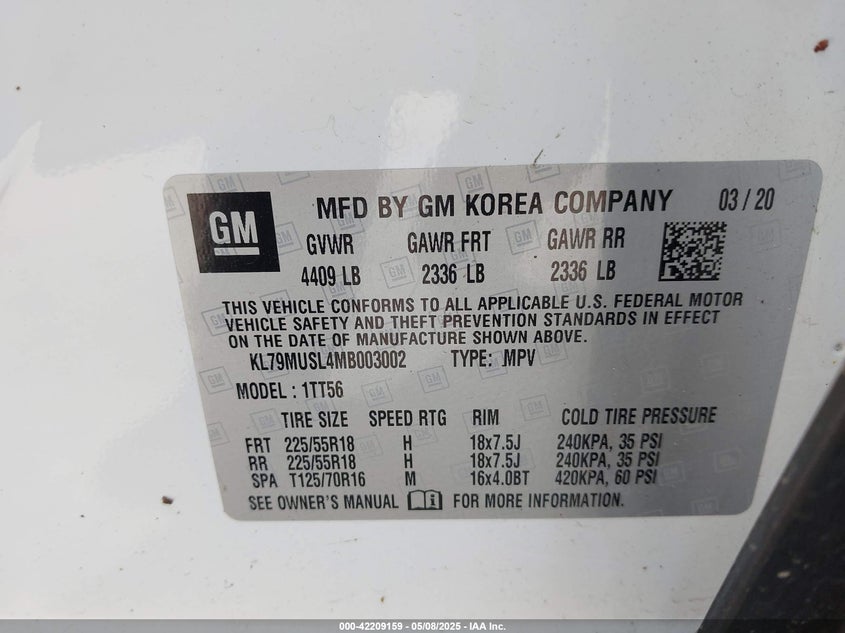 GM
MFD BY GM KOREA COMPANY 03 / 20
GVWR GAWR FRT GAWR RR
4409 LB 2336 LB 2336 LB
THIS VEHICLE CONFORMS TO ALL APPLICABLE U.S. FEDERAL MOTOR
VEHICLE SAFETY AND THEFT PREVENTION STANDARDS IN EFFECT
ON THE DATE OF MANUFACTURE SHOWN ABOVE.
KL79MUSL4MB003002 TYPE: MPV
MODEL : 1TT56
TIRE SIZE SPEED RTG RIM COLD TIRE PRESSURE
FRT 225/55R18 H 18x7.5J 240KPA, 35 PSI
RR 225/55R18 H 18x7.5J 240KPA, 35 PSI
SPA T125/70R16 M 16x4.0BT 420KPA, 60 PSI
SEE OWNER'S MANUAL FOR MORE INFORMATION.
000-42209159 - 05/08/2025 - IAA Inc.